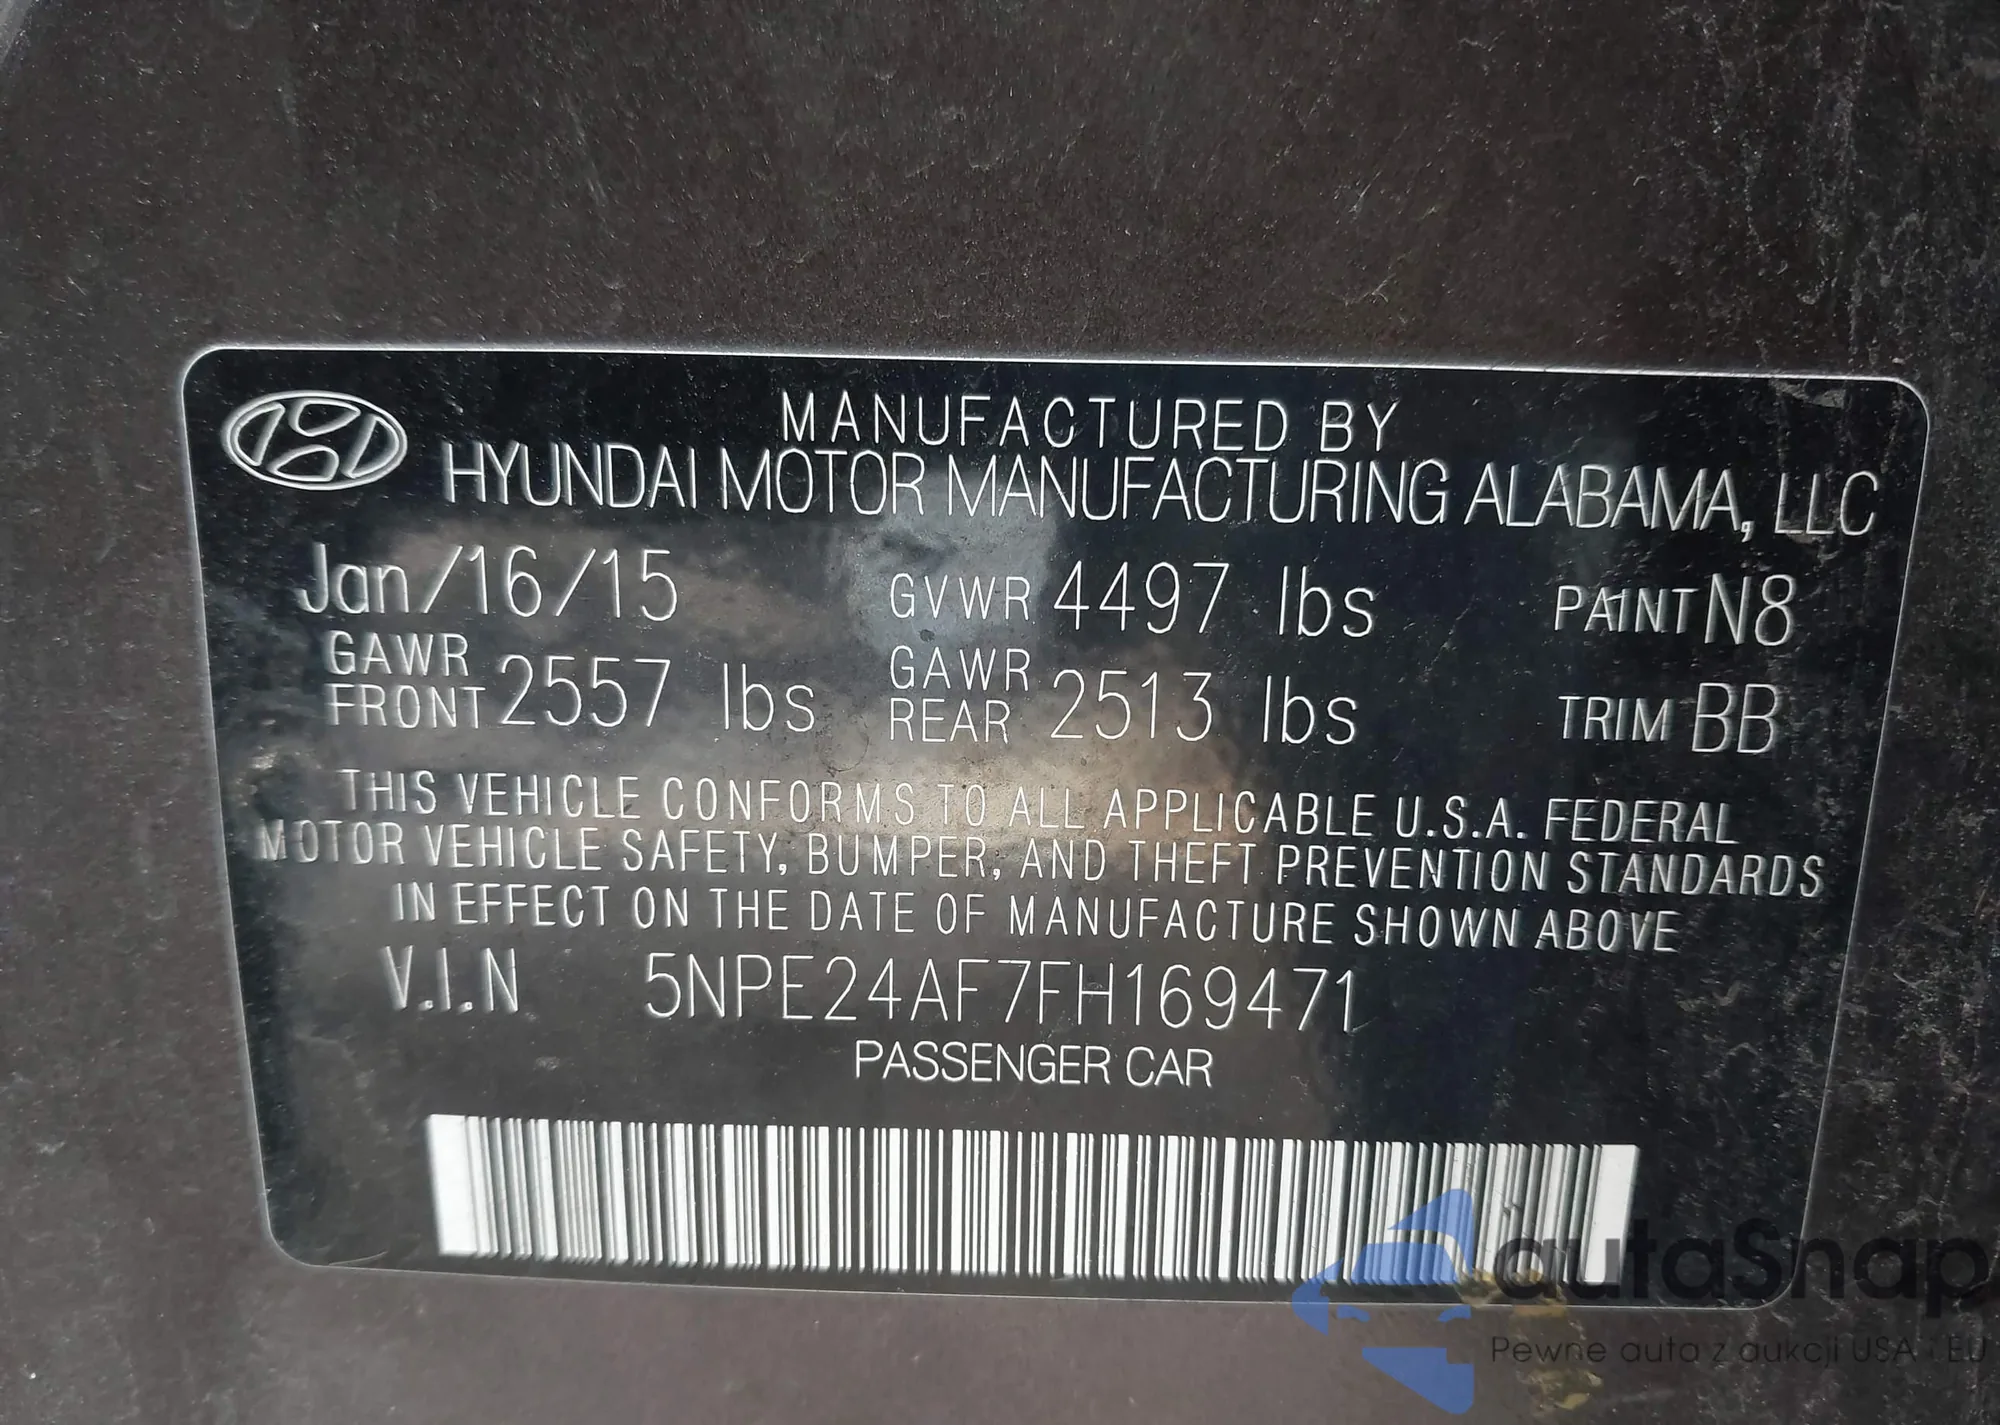 MANUFACTURED BY
HYUNDAI MOTOR MANUFACTURING ALABAMA, LLC
Jan/16/15 GVWR 4497 lbs PAINT N8
GAWR FRONT 2557 lbs GAWR REAR 2513 lbs TRIM BB
THIS VEHICLE CONFORMS TO ALL APPLICABLE U.S.A. FEDERAL
MOTOR VEHICLE SAFETY, BUMPER, AND THEFT PREVENTION STANDARDS
IN EFFECT ON THE DATE OF MANUFACTURE SHOWN ABOVE
V.I.N 5NPE24AF7FH169471
PASSENGER CAR
autaSnap
Pewne auta z aukcji USA i EU